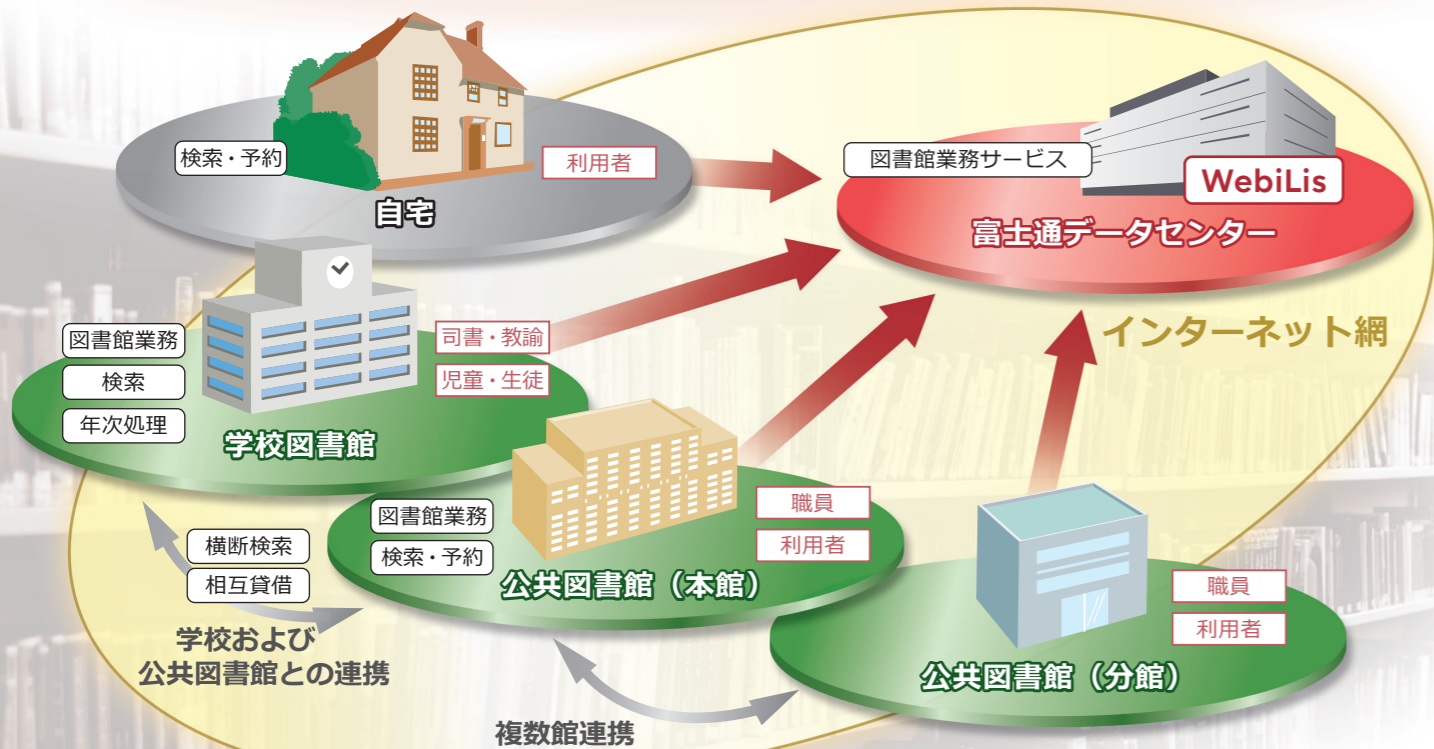 検索・予約
利用者
自宅
図書館業務サービス
WebiLis
富士通データセンター
インターネット網
図書館業務
検索
年次処理
司書・教諭
児童・生徒
学校図書館
図書館業務
検索・予約
職員
利用者
公共図書館（本館）
横断検索
相互貸借
学校および
公共図書館との連携
職員
利用者
公共図書館（分館）
複数館連携